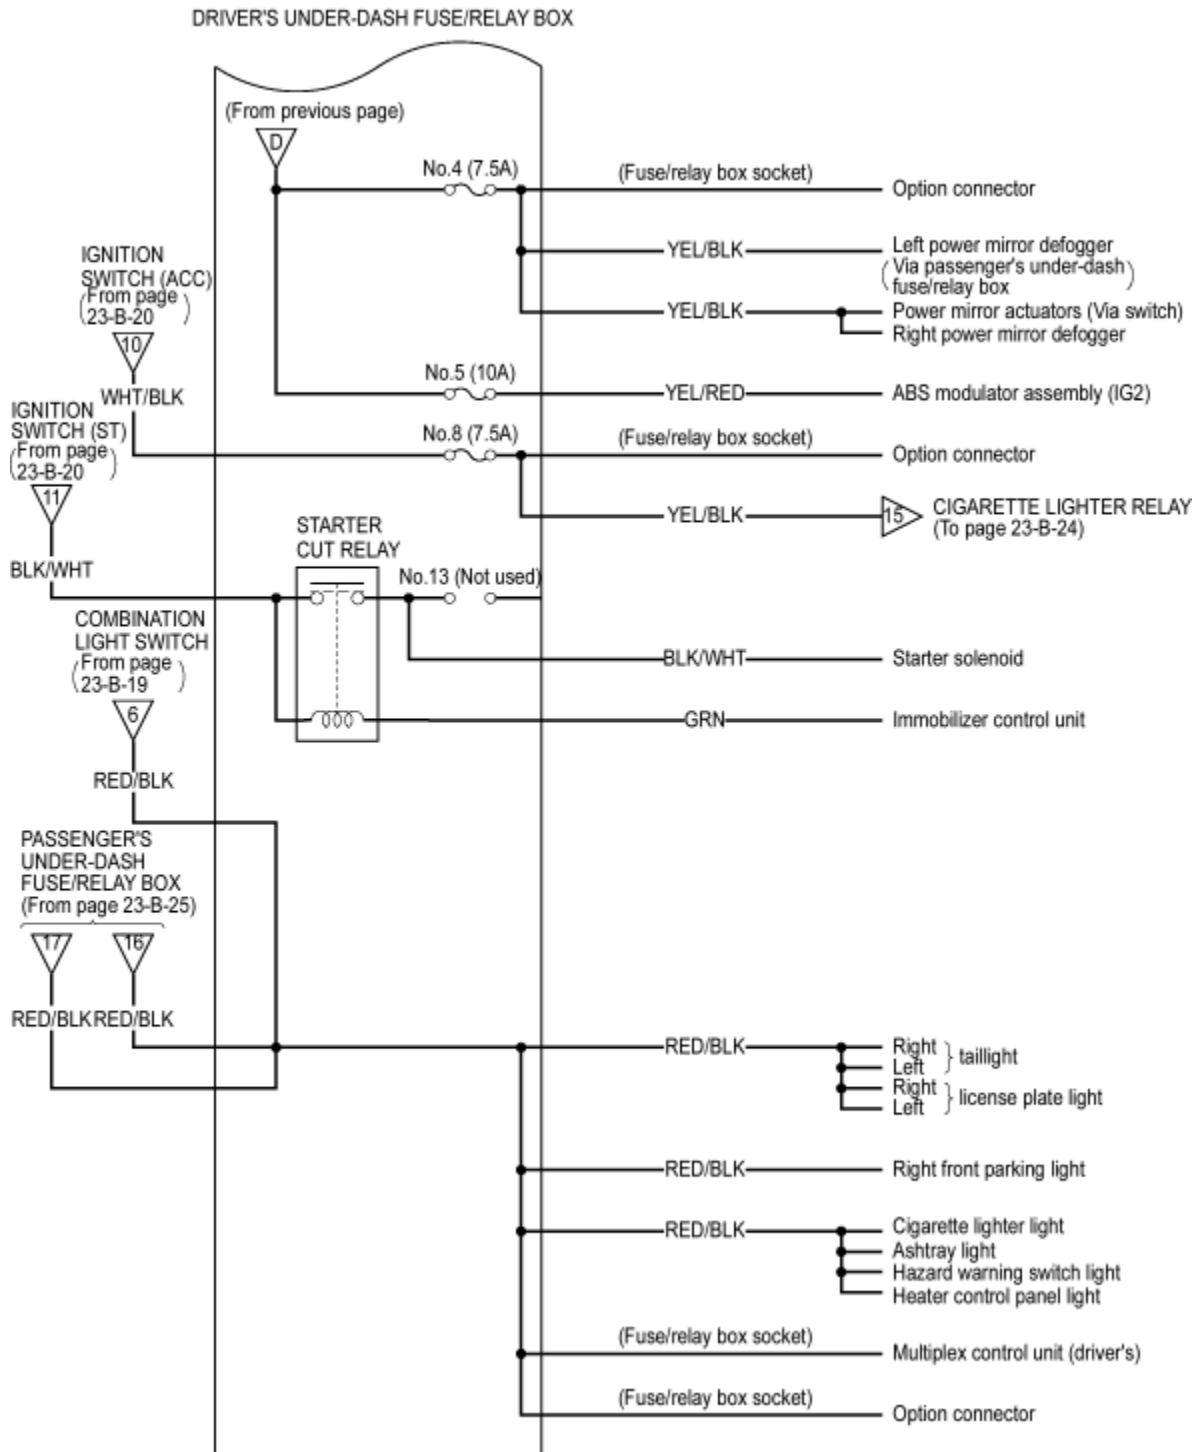 DRIVER'S UNDER-DASH FUSE/RELAY BOX
(From previous page)
D
No.4 (7.5A)
(Fuse/relay box socket)
Option connector
YEL/BLK
Left power mirror defogger
(Via passenger's under-dash
fuse/relay box)
IGNITION
SWITCH (ACC)
(From page
23-B-20)
10
WHT/BLK
YEL/BLK
Power mirror actuators (Via switch)
Right power mirror defogger
No.5 (10A)
YEL/RED
ABS modulator assembly (IG2)
IGNITION
SWITCH (ST)
(From page
23-B-20)
11
BLK/WHT
No.8 (7.5A)
(Fuse/relay box socket)
Option connector
YEL/BLK
15
CIGARETTE LIGHTER RELAY
(To page 23-B-24)
STARTER
CUT RELAY
No.13 (Not used)
BLK/WHT
Starter solenoid
GRN
Immobilizer control unit
COMBINATION
LIGHT SWITCH
(From page
23-B-19)
6
RED/BLK
PASSENGER'S
UNDER-DASH
FUSE/RELAY BOX
(From page 23-B-25)
17
16
RED/BLK
RED/BLK
RED/BLK
Right
Left
taillight
Right
Left
license plate light
RED/BLK
Right front parking light
RED/BLK
Cigarette lighter light
Ashtray light
Hazard warning switch light
Heater control panel light
(Fuse/relay box socket)
Multiplex control unit (driver's)
(Fuse/relay box socket)
Option connector